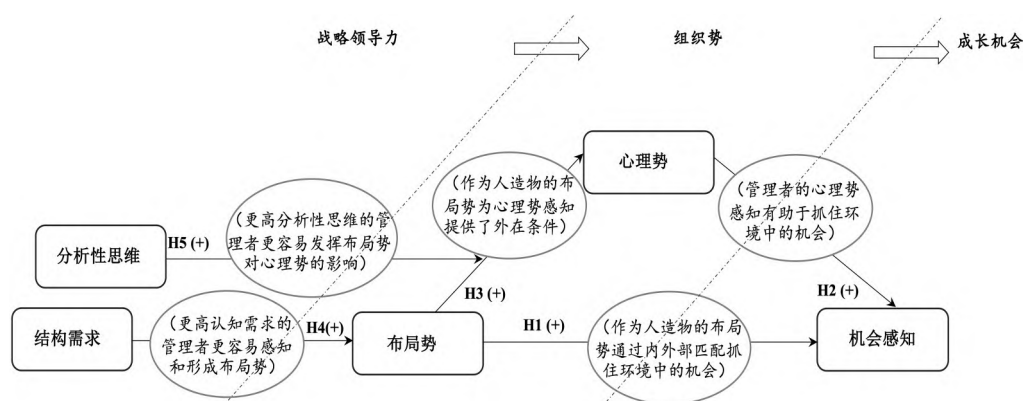 战略领导力
组织势
成长机会
心理势
（作为人造物的布
局势为心理势感知
提供了外在条件）
（管理者的心理势
感知有助于抓住环
境中的机会）
（更高分析性思维的管
理者更容易发挥布局势
对心理势的影响）
分析性思维
H5 (+)
H3 (+)
H2 (+)
结构需求
（更高认知需求的
管理者更容易感知
和形成布局势）
H4(+)
布局势
H1 (+)
（作为人造物的布局
势通过内外部匹配抓
住环境中的机会）
机会感知